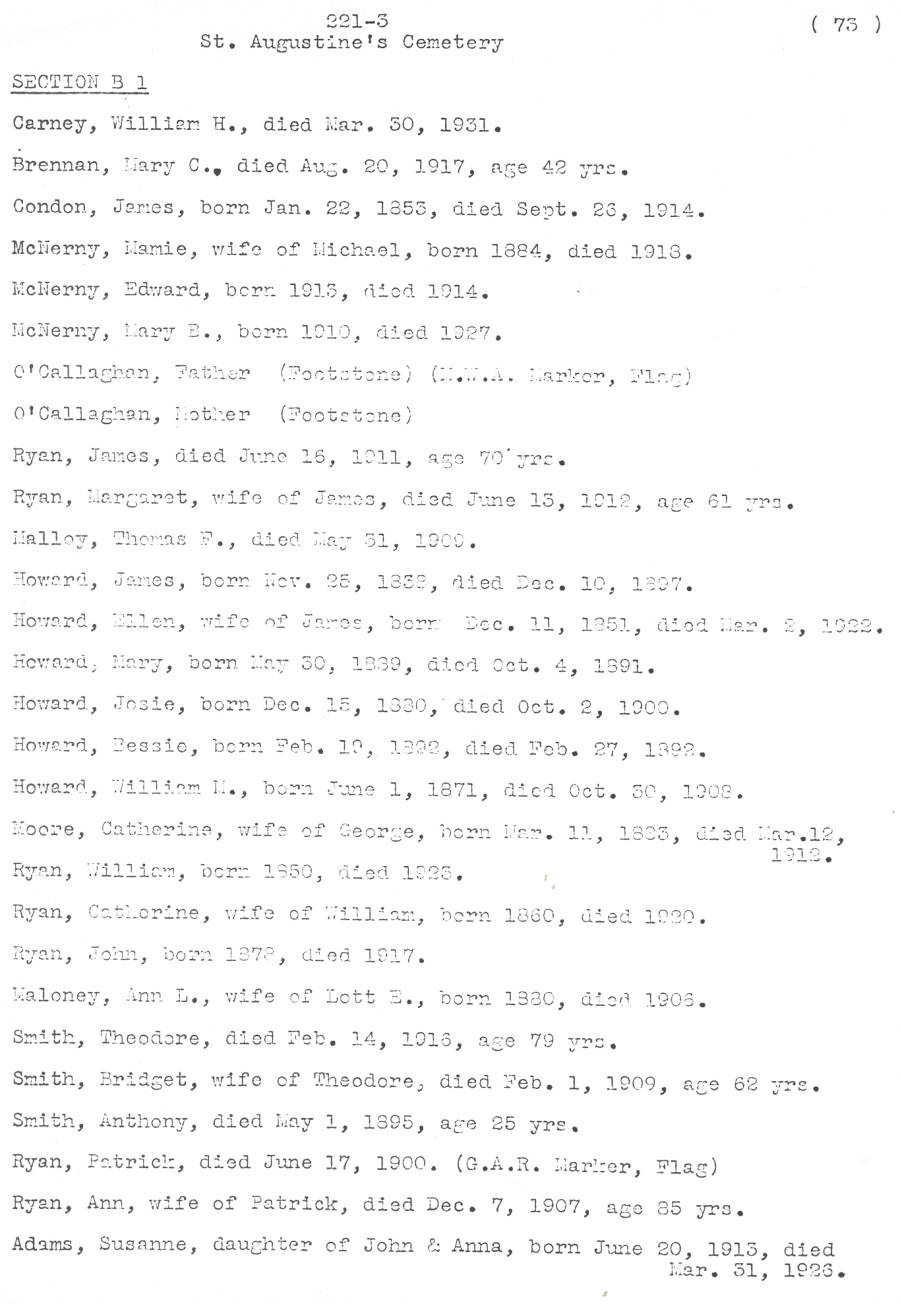 221-3
( 73 )
St. Augustine's Cemetery
SECTION B 1
Carney, William H., died Mar. 30, 1931.
Brennan, Mary C., died Aug. 20, 1917, age 42 yrs.
Condon, James, born Jan. 22, 1853, died Sept. 26, 1914.
McNerny, Mamie, wife of Michael, born 1884, died 1918.
McNerny, Edward, born 1913, died 1914.
McNerny, Mary B., born 1910, died 1927.
O'Callaghan, Father (Footstone) (M.W.A. Marker, Flag)
O'Callaghan, Mother (Footstone)
Ryan, James, died June 16, 1911, age 70 yrs.
Ryan, Margaret, wife of James, died June 13, 1912, age 61 yrs.
Malloy, Thomas F., died May 31, 1909.
Howard, James, born Nov. 25, 1838, died Dec. 10, 1897.
Howard, Ellen, wife of James, born Dec. 11, 1851, died Mar. 2, 1922.
Howard, Mary, born May 30, 1889, died Oct. 4, 1891.
Howard, Josie, born Dec. 15, 1880, died Oct. 2, 1900.
Howard, Bessie, born Feb. 19, 1892, died Feb. 27, 1892.
Howard, William M., born June 1, 1871, died Oct. 30, 1908.
Moore, Catherine, wife of George, born Mar. 11, 1883, died Mar.12,
1912.
Ryan, William, born 1850, died 1923.
Ryan, Catherine, wife of William, born 1860, died 1920.
Ryan, John, born 1878, died 1917.
Maloney, Ann L., wife of Lott E., born 1880, died 1906.
Smith, Theodore, died Feb. 14, 1916, age 79 yrs.
Smith, Bridget, wife of Theodore, died Feb. 1, 1909, age 62 yrs.
Smith, Anthony, died May 1, 1895, age 25 yrs.
Ryan, Patrick, died June 17, 1900. (G.A.R. Marker, Flag)
Ryan, Ann, wife of Patrick, died Dec. 7, 1907, age 85 yrs.
Adams, Susanne, daughter of John & Anna, born June 20, 1913, died
Mar. 31, 1926.